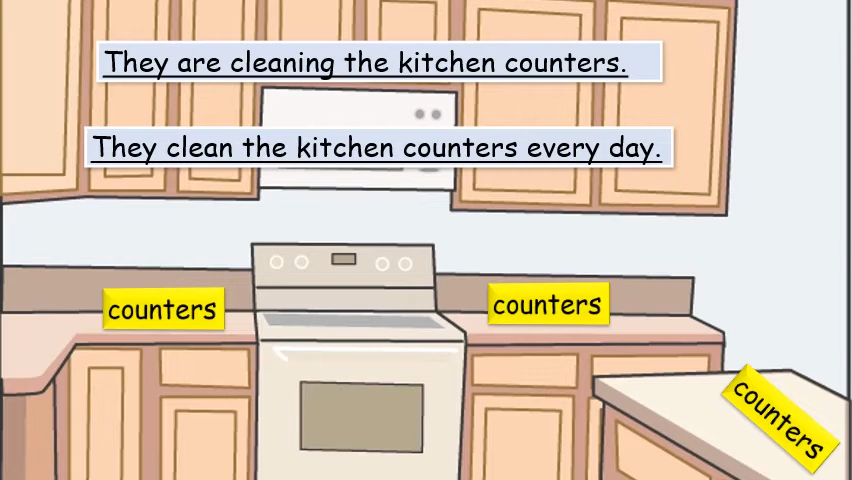 They are cleaning the kitchen counters.
They clean the kitchen counters every day.
counters
counters
counters